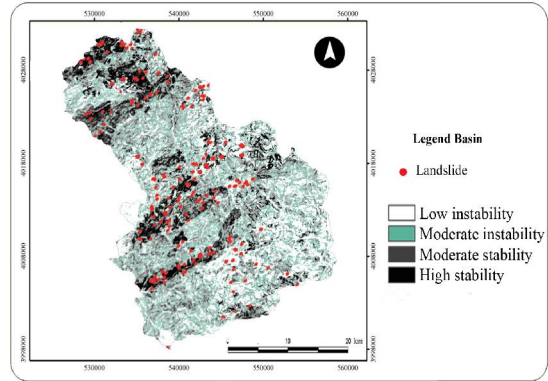 530000 540000 550000 560000
4028000
4018000
4008000
3998000
4028000
4018000
4008000
3998000
Legend Basin
Landslide
Low instability
Moderate instability
Moderate stability
High stability
0 10 20 km
530000 540000 550000 560000